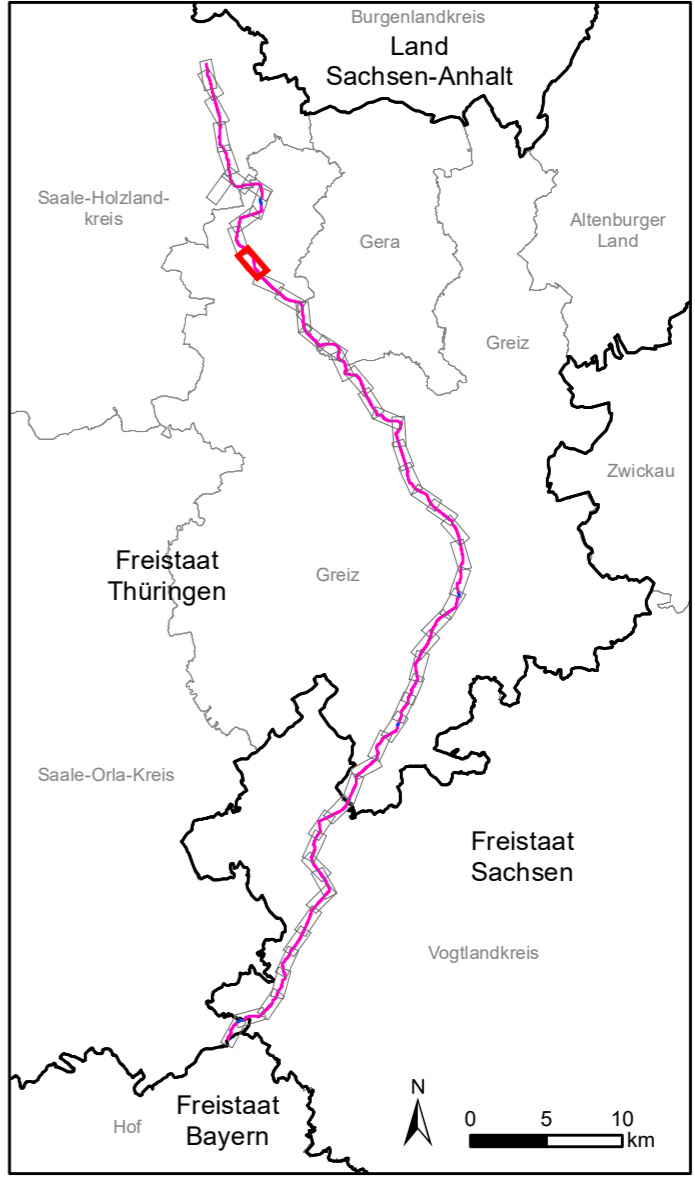 Burgenlandkreis
Land
Sachsen-Anhalt
Saale-Holzland-
kreis
Gera
Altenburger
Land
Greiz
Zwickau
Freistaat
Thüringen
Greiz
Saale-Orla-Kreis
Freistaat
Sachsen
Vogtlandkreis
Freistaat
Bayern
Hof
N
0 5 10
km